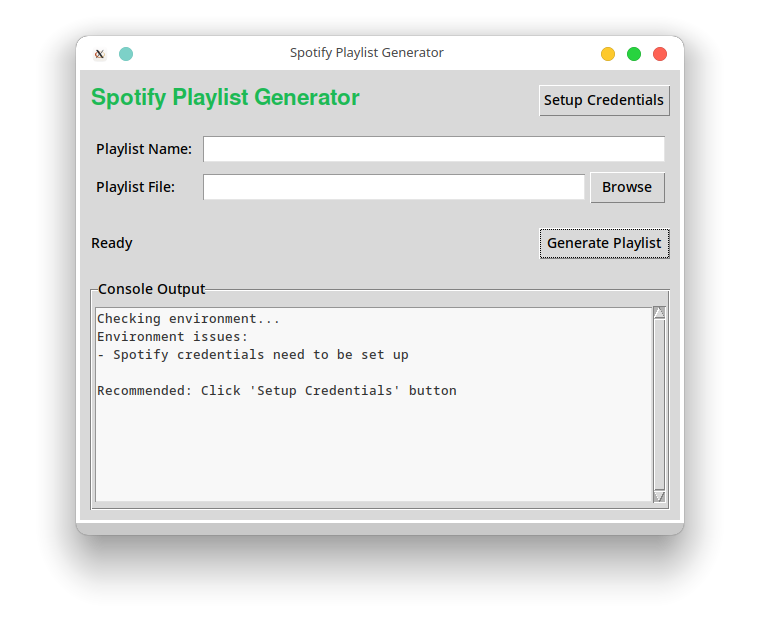 Spotify Playlist Generator
Spotify Playlist Generator
Setup Credentials
Playlist Name:
Playlist File:
Browse
Ready
Generate Playlist
Console Output
Checking environment...
Environment issues:
- Spotify credentials need to be set up
Recommended: Click 'Setup Credentials' button